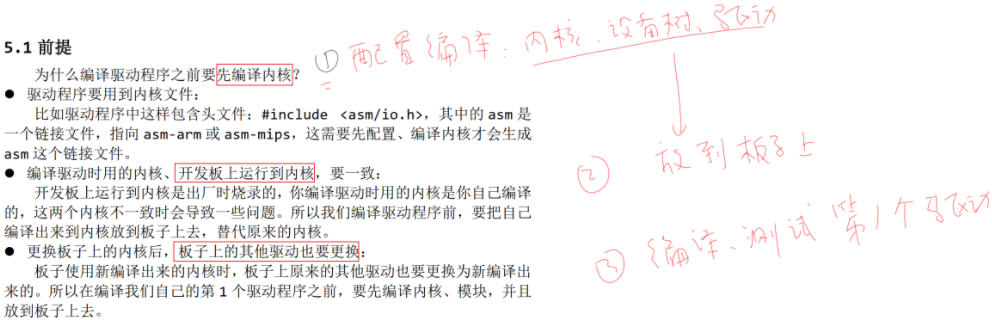 5.1 前提
为什么编译驱动程序之前要先编译内核?
● 驱动程序要用到内核文件:
比如驱动程序中这样包含头文件: #include <asm/io.h>, 其中的 asm 是
一个链接文件, 指向 asm-arm 或 asm-mips, 这需要先配置、编译内核才会生成
asm 这个链接文件。
● 编译驱动时用的内核、开发板上运行到内核, 要一致:
开发板上运行到内核是出厂时烧录的, 你编译驱动时用的内核是你自己编译
的, 这两个内核不一致时会导致一些问题。所以我们编译驱动程序前, 要把自己
编译出来到内核放到板子上去, 替代原来的内核。
● 更换板子上的内核后, 板子上的其他驱动也要更换:
板子使用新编译出来的内核时, 板子上原来的其他驱动也要更换为新编译出
来的。所以在编译我们自己的第 1 个驱动程序之前, 要先编译内核、模块, 并且
放到板子上去。
① 配置编译: 内核、设备树、驱动
② 放到板子上
③ 编译、测试 第1个驱动